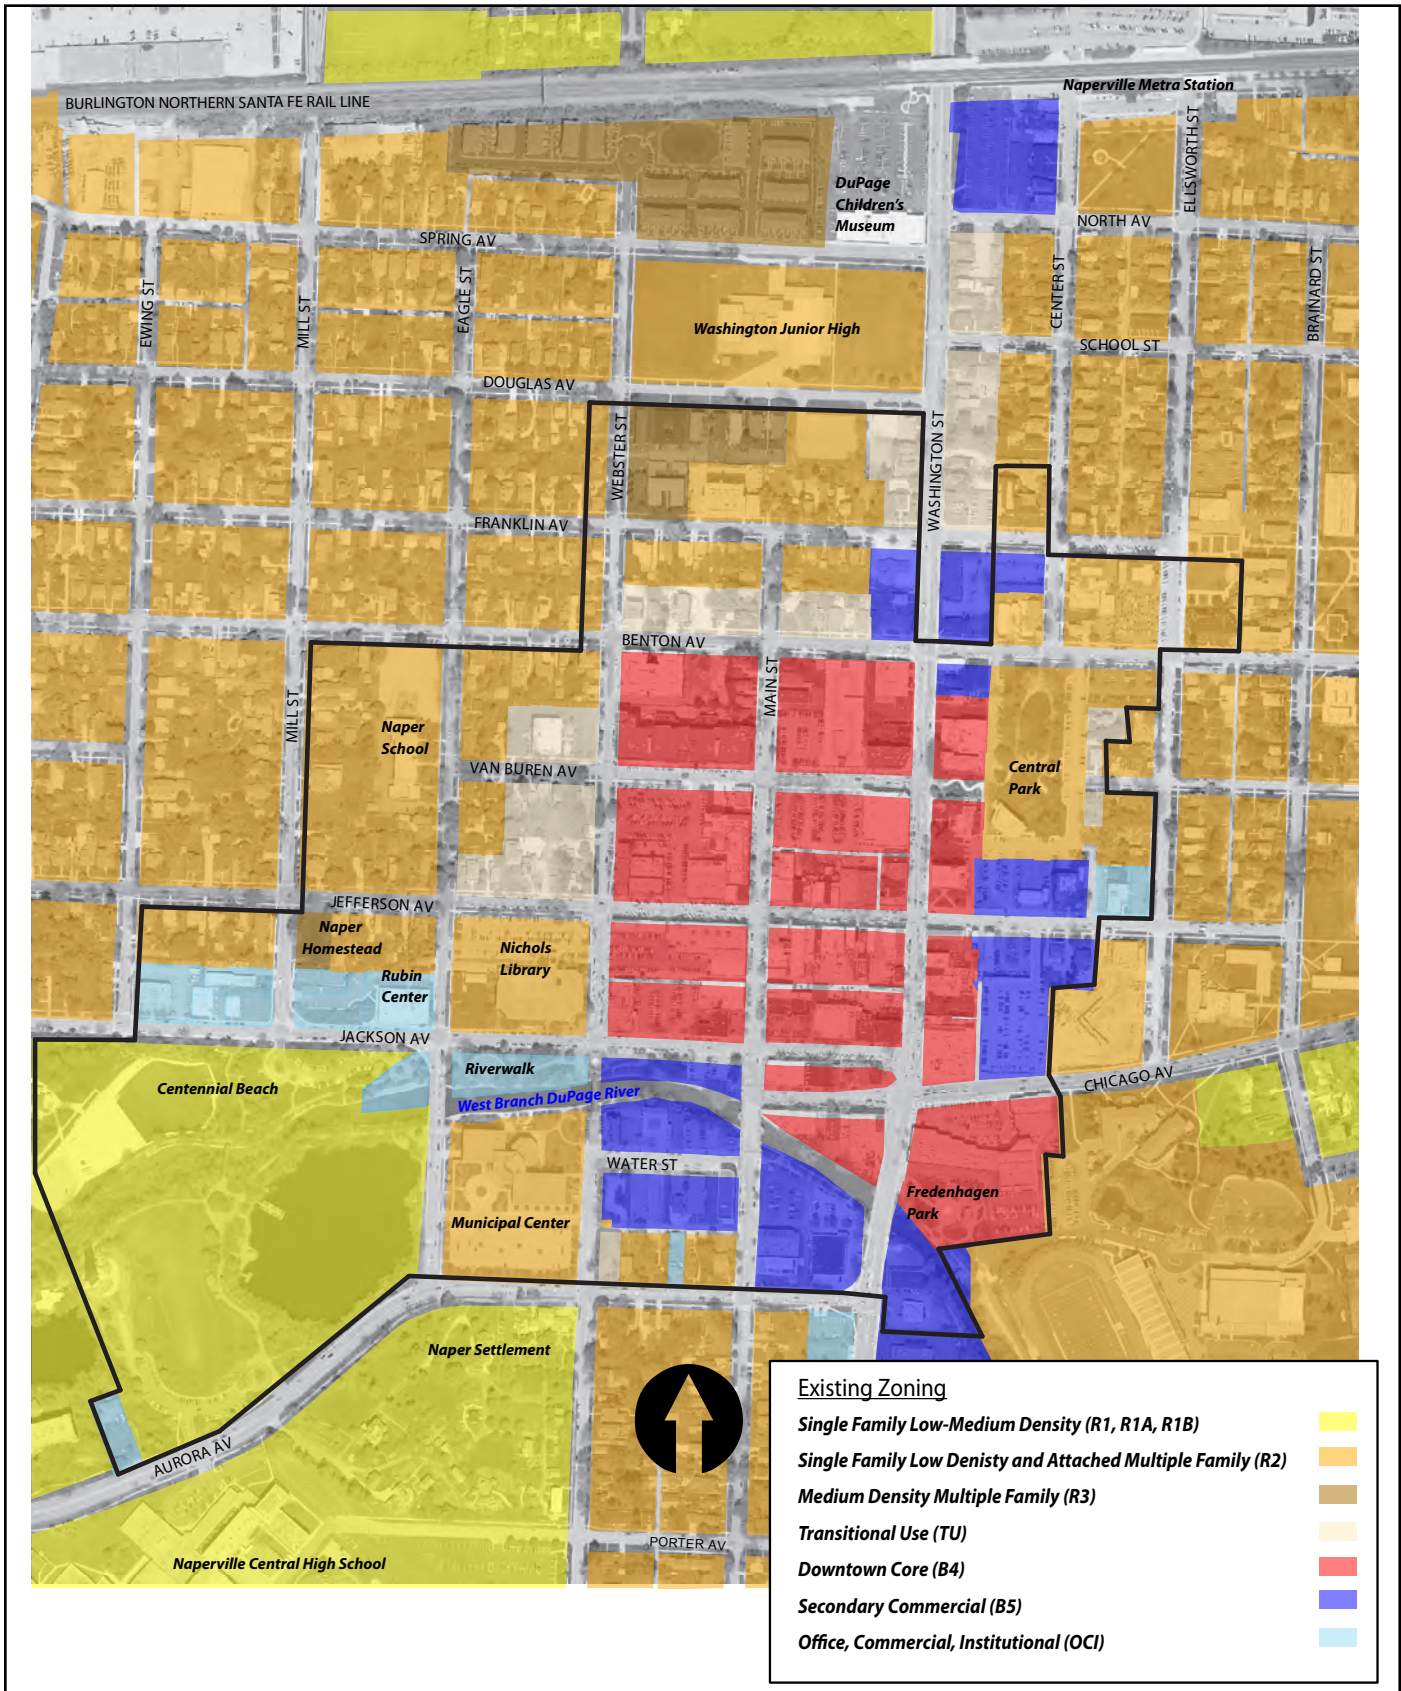 Naperville Metra Station
BURLINGTON NORTHERN SANTA FE RAIL LINE
ELLSWORTH ST
DuPage
Children's
Museum
NORTH AV
SPRING AV
EWING ST
MILL ST
EAGLE ST
CENTER ST
BRAINARD ST
Washington Junior High
SCHOOL ST
DOUGLAS AV
WEBSTER ST
WASHINGTON ST
FRANKLIN AV
BENTON AV
MAIN ST
MILL ST
Naper
School
VAN BUREN AV
Central
Park
JEFFERSON AV
Naper
Homestead
Nichols
Library
Rubin
Center
JACKSON AV
Riverwalk
Centennial Beach
CHICAGO AV
West Branch DuPage River
WATER ST
Fredenhagen
Park
Municipal Center
Naper Settlement
AURORA AV
PORTER AV
Naperville Central High School
Existing Zoning
Single Family Low-Medium Density (R1, R1A, R1B)
Single Family Low Denisty and Attached Multiple Family (R2)
Medium Density Multiple Family (R3)
Transitional Use (TU)
Downtown Core (B4)
Secondary Commercial (B5)
Office, Commercial, Institutional (OCI)